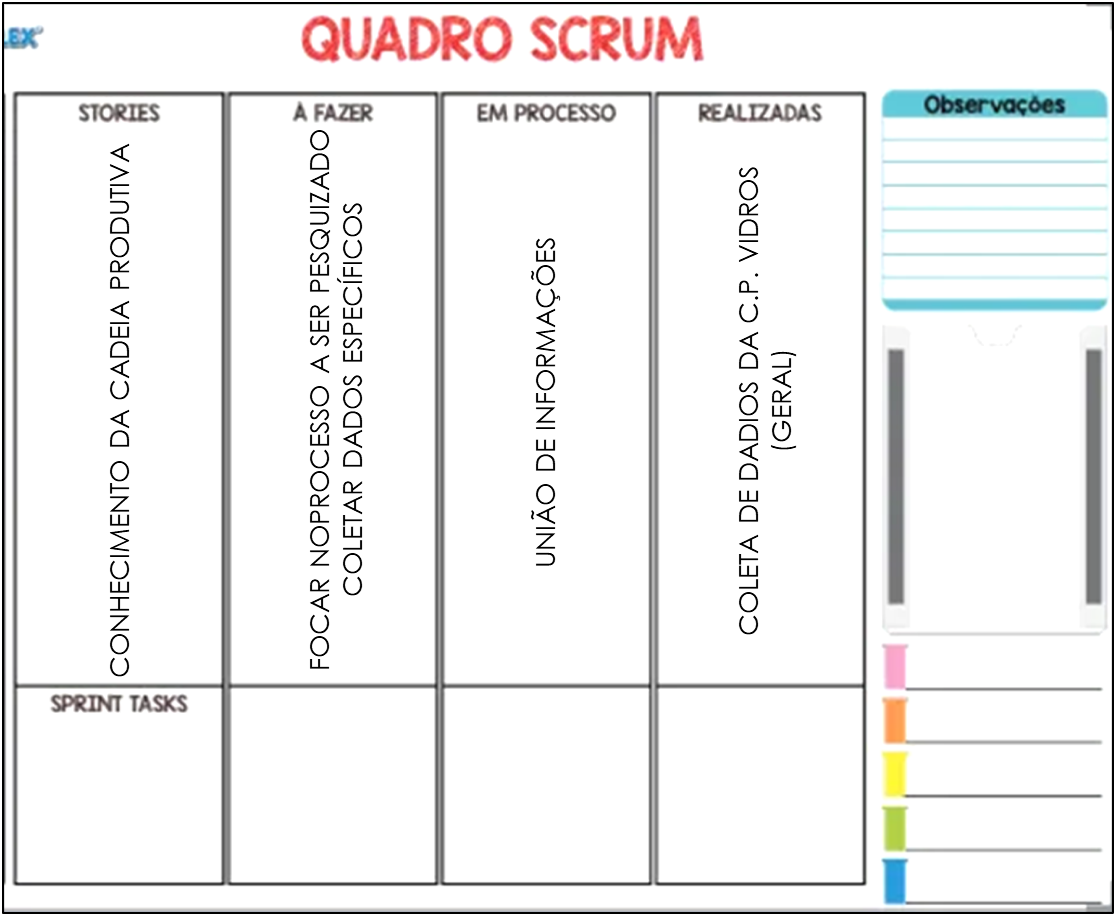 EX
QUADRO SCRUM
STORIES
À FAZER
EM PROCESSO
REALIZADAS
Observações
CONHECIMENTO DA CADEIA PRODUTIVA
FOCAR NOPROCESSO A SER PESQUIZADO
COLETAR DADOS ESPECÍFICOS
UNIÃO DE INFORMAÇÕES
COLETA DE DADIOS DA C.P. VIDROS
(GERAL)
SPRINT TASKS